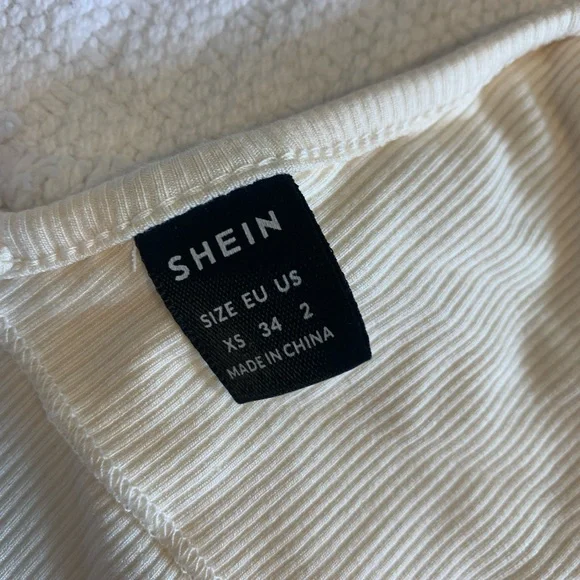 SHEIN
SIZE EU US
XS 34 2
MADE IN CHINA